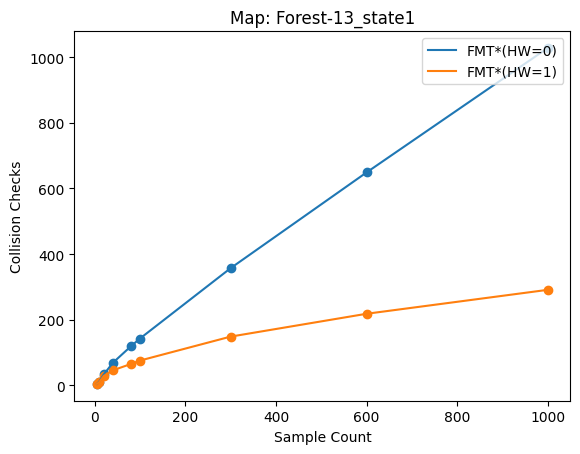 Map: Forest-13_state1
FMT*(HW=0)
FMT*(HW=1)
Collision Checks
1000
800
600
400
200
0
0 200 400 600 800 1000
Sample Count